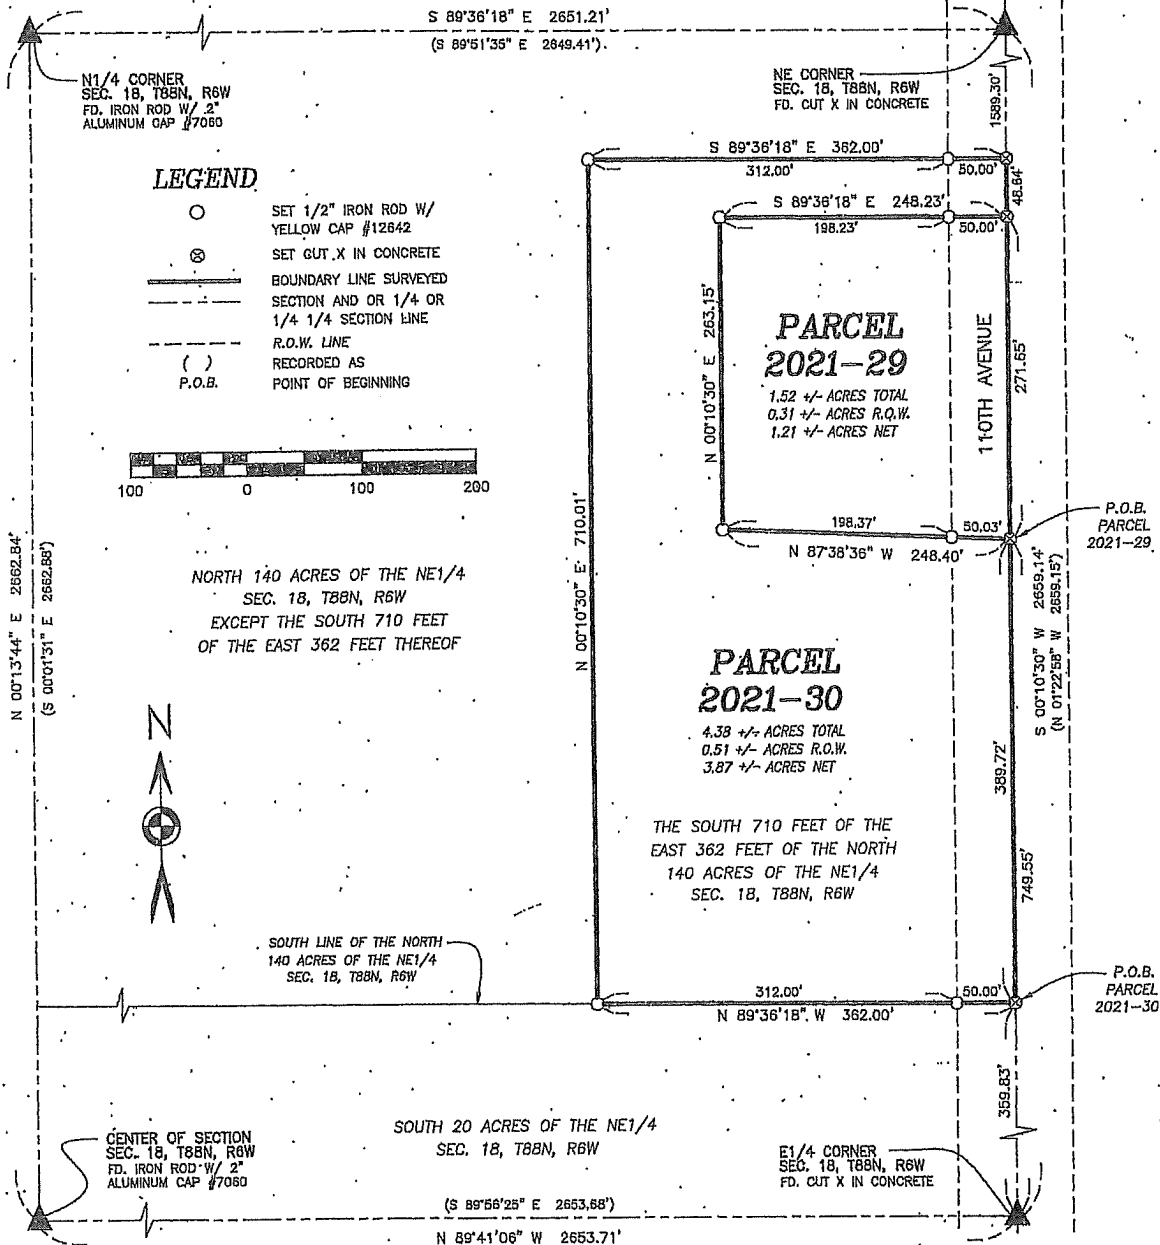 S 89°36'18" E 2651.21'
(S 89°51'35" E 2649.41')
N1/4 CORNER
SEC. 18, T88N, R6W
FD. IRON ROD W/ 2"
ALUMINUM CAP #7060
NE CORNER
SEC. 18, T88N, R6W
FD. CUT X IN CONCRETE
1589.30'
S 89°36'18" E 362.00'
312.00'
50.00'
48.64'
LEGEND
SET 1/2" IRON ROD W/
YELLOW CAP #12642
SET CUT X IN CONCRETE
BOUNDARY LINE SURVEYED
SECTION AND OR 1/4 OR
1/4 1/4 SECTION LINE
R.O.W. LINE
( ) RECORDED AS
P.O.B. POINT OF BEGINNING
S 89°36'18" E 248.23'
198.23'
50.00'
N 00°10'30" E 263.15'
PARCEL
2021-29
1.52 +/- ACRES TOTAL
0.31 +/- ACRES R.O.W.
1.21 +/- ACRES NET
110TH AVENUE
271.65'
100 0 100 200
198.37'
50.03'
N 87°38'36" W 248.40'
P.O.B.
PARCEL
2021-29
N 00°13'44" E 2662.84'
(S 00°01'31" E 2662.88')
N 00°10'30" E 710.01'
NORTH 140 ACRES OF THE NE1/4
SEC. 18, T88N, R6W
EXCEPT THE SOUTH 710 FEET
OF THE EAST 362 FEET THEREOF
S 00°10'30" W 2659.14'
(N 01°22'58" W 2659.15')
PARCEL
2021-30
4.38 +/- ACRES TOTAL
0.51 +/- ACRES R.O.W.
3.87 +/- ACRES NET
N
389.72'
THE SOUTH 710 FEET OF THE
EAST 362 FEET OF THE NORTH
140 ACRES OF THE NE1/4
SEC. 18, T88N, R6W
749.55'
SOUTH LINE OF THE NORTH
140 ACRES OF THE NE1/4
SEC. 18, T88N, R6W
312.00'
50.00'
N 89°36'18" W 362.00'
P.O.B.
PARCEL
2021-30
359.83'
SOUTH 20 ACRES OF THE NE1/4
SEC. 18, T88N, R6W
CENTER OF SECTION
SEC. 18, T88N, R6W
FD. IRON ROD W/ 2"
ALUMINUM CAP #7060
E1/4 CORNER
SEC. 18, T88N, R6W
FD. CUT X IN CONCRETE
(S 89°56'25" E 2653.68')
N 89°41'06" W 2653.71'